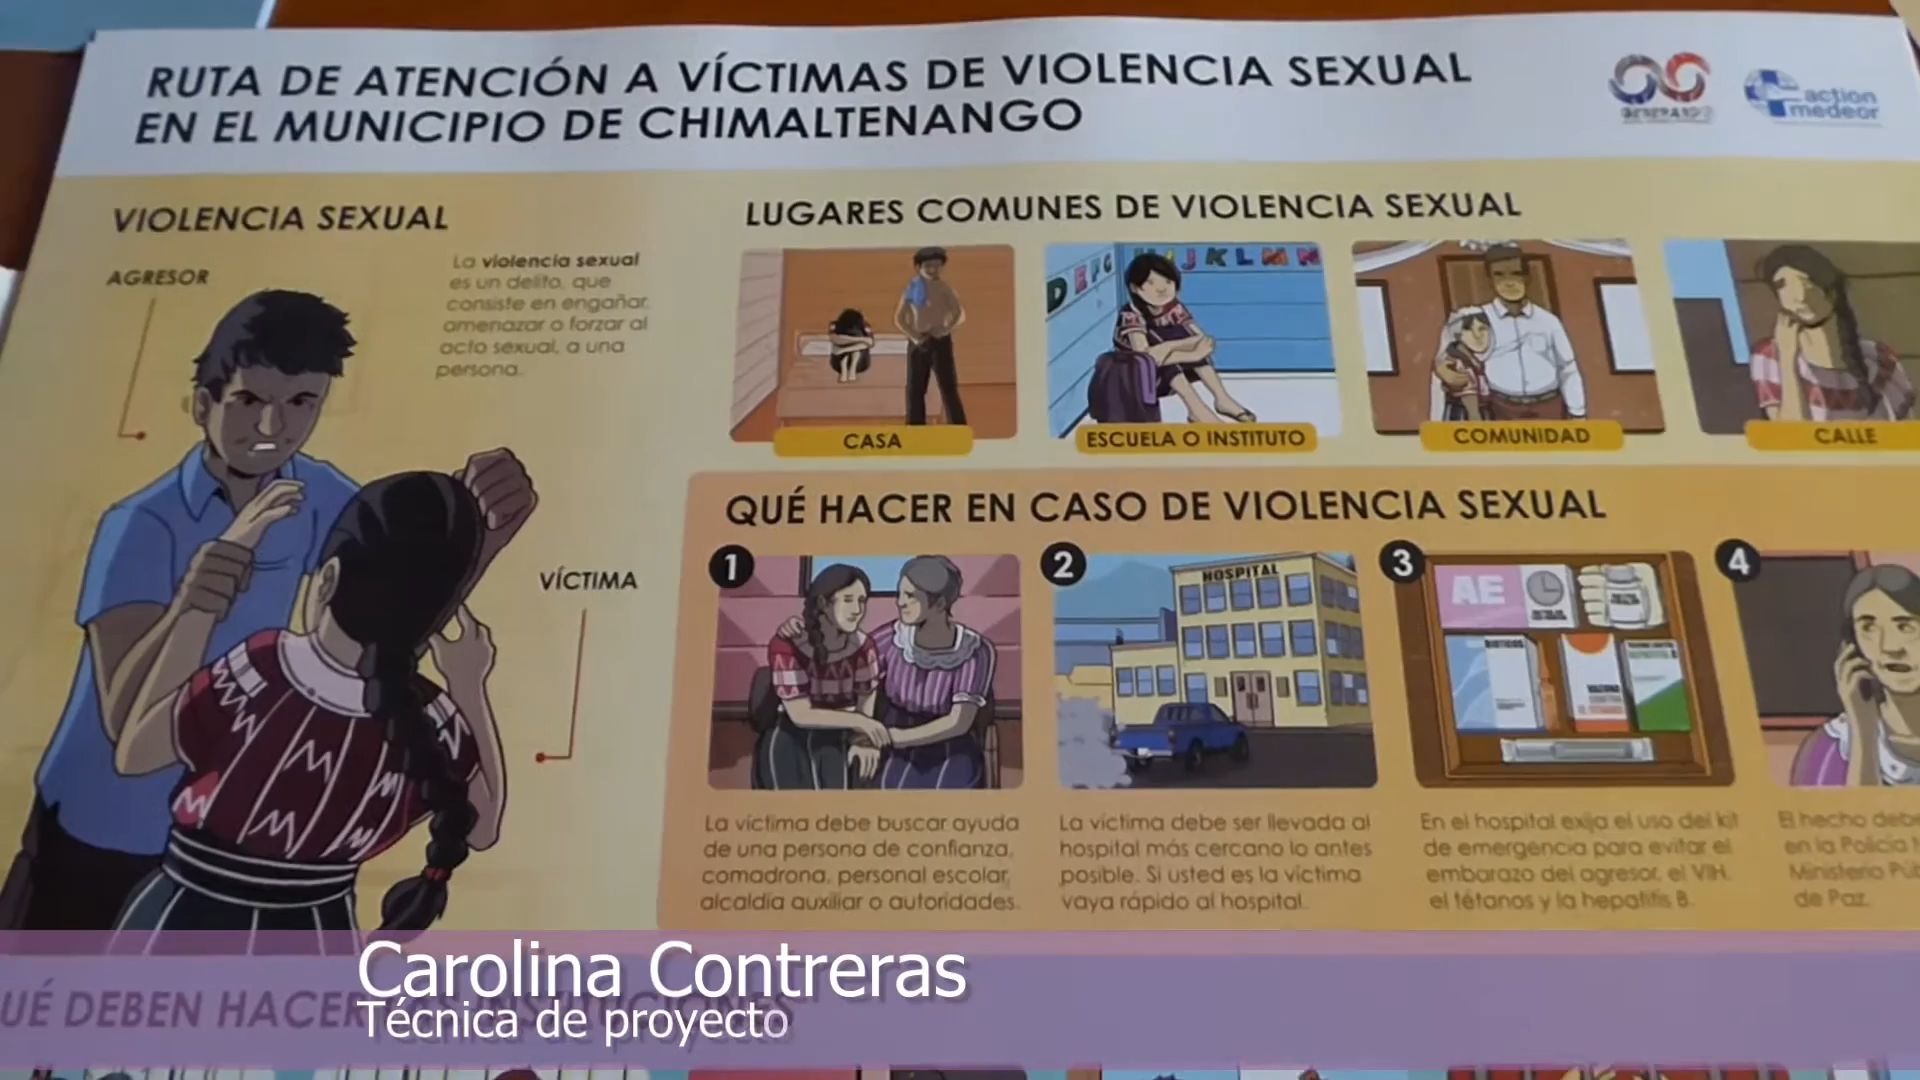 RUTA DE ATENCIÓN A VÍCTIMAS DE VIOLENCIA SEXUAL
EN EL MUNICIPIO DE CHIMALTENANGO
GENERANDO
action
medeor
VIOLENCIA SEXUAL
AGRESOR
La violencia sexual
es un delito, que
consiste en engañar,
amenazar o forzar al
acto sexual, a una
persona.
VÍCTIMA
LUGARES COMUNES DE VIOLENCIA SEXUAL
D E F G J K L M N
CASA
ESCUELA O INSTITUTO
COMUNIDAD
CALLE
QUÉ HACER EN CASO DE VIOLENCIA SEXUAL
1
2
3
4
HOSPITAL
AE
La víctima debe buscar ayuda
de una persona de confianza,
comadrona, personal escolar,
alcaldía auxiliar o autoridades.
La víctima debe ser llevada al
hospital más cercano lo antes
posible. Si usted es la víctima
vaya rápido al hospital.
En el hospital exija el uso del kit
de emergencia para evitar el
embarazo del agresor, el VIH,
el tétanos y la hepatitis B.
El hecho debe
en la Policía N
Ministerio Púb
de Paz.
UÉ DEBEN HACER
Carolina Contreras
Técnica de proyecto